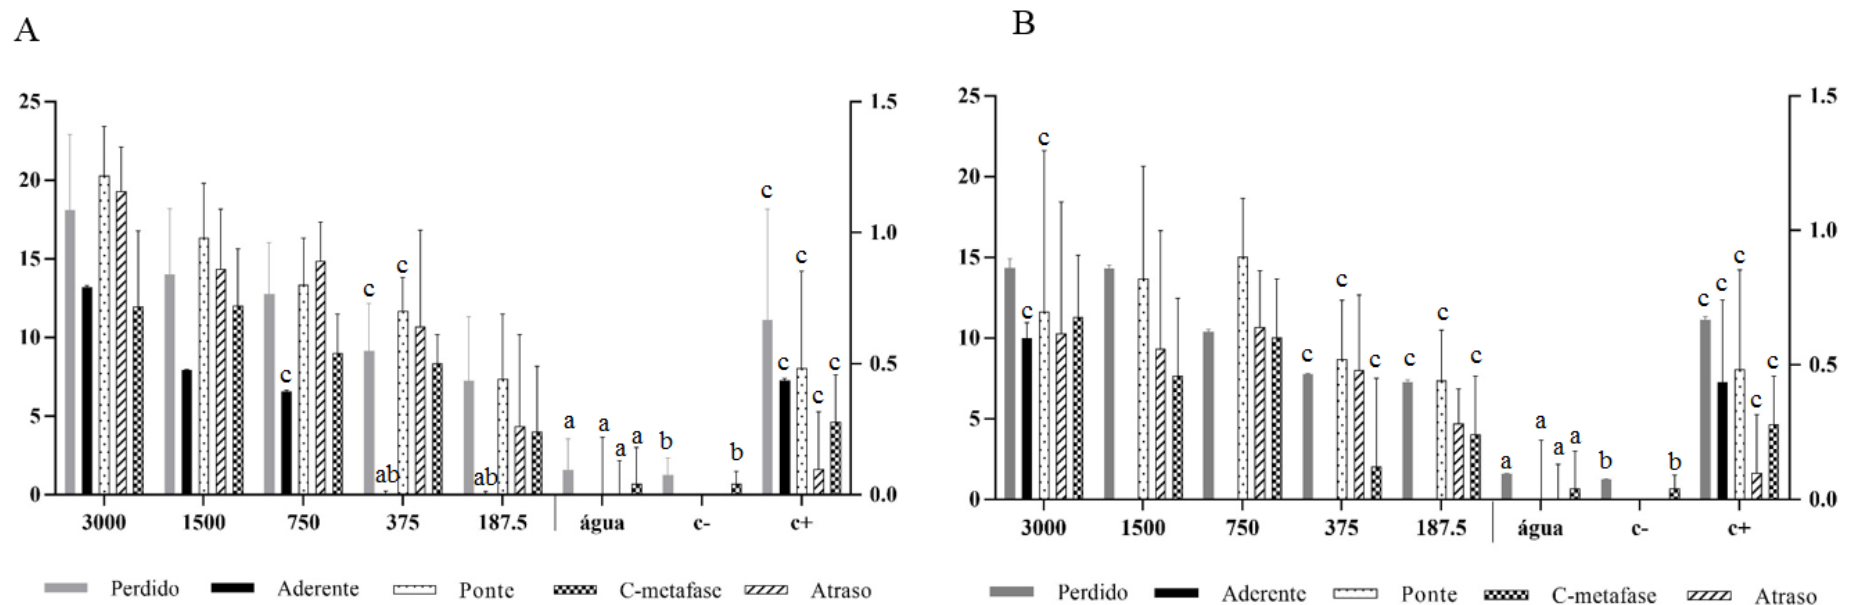 A
25 1.5
c
20
c 1.0
15
c c
10
c c c
0.5
c
5 a a b b
a a
ab ab
0 0.0
3000 1500 750 375 187.5 água c- c+
Perdido Aderente Ponte C-metafase Atraso
B
25 1.5
c
20
1.0
15 c
c c c
c
10 c c c c 0.5
c c
c
5 a
a a a b b
0 0.0
3000 1500 750 375 187.5 água c- c+
Perdido Aderente Ponte C-metafase Atraso